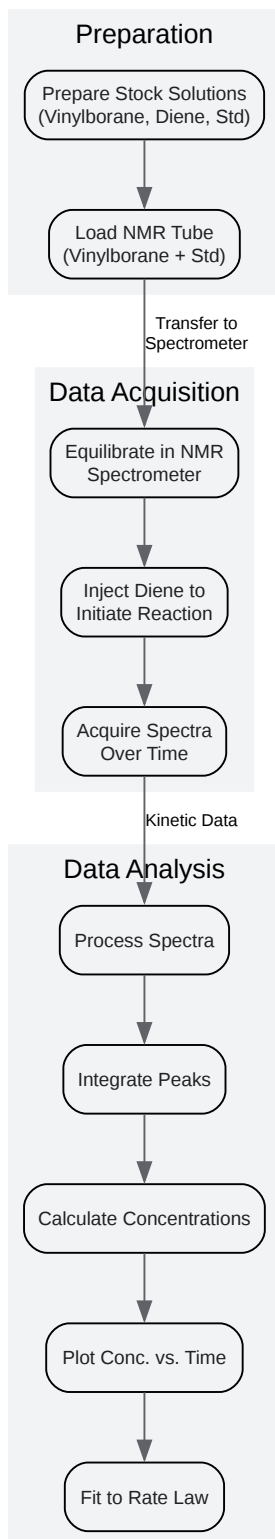 Preparation
Prepare Stock Solutions
(Vinylborane, Diene, Std)
Load NMR Tube
(Vinylborane + Std)
Transfer to
Spectrometer
Data Acquisition
Equilibrate in NMR
Spectrometer
Inject Diene to
Initiate Reaction
Acquire Spectra
Over Time
Kinetic Data
Data Analysis
Process Spectra
Integrate Peaks
Calculate Concentrations
Plot Conc. vs. Time
Fit to Rate Law